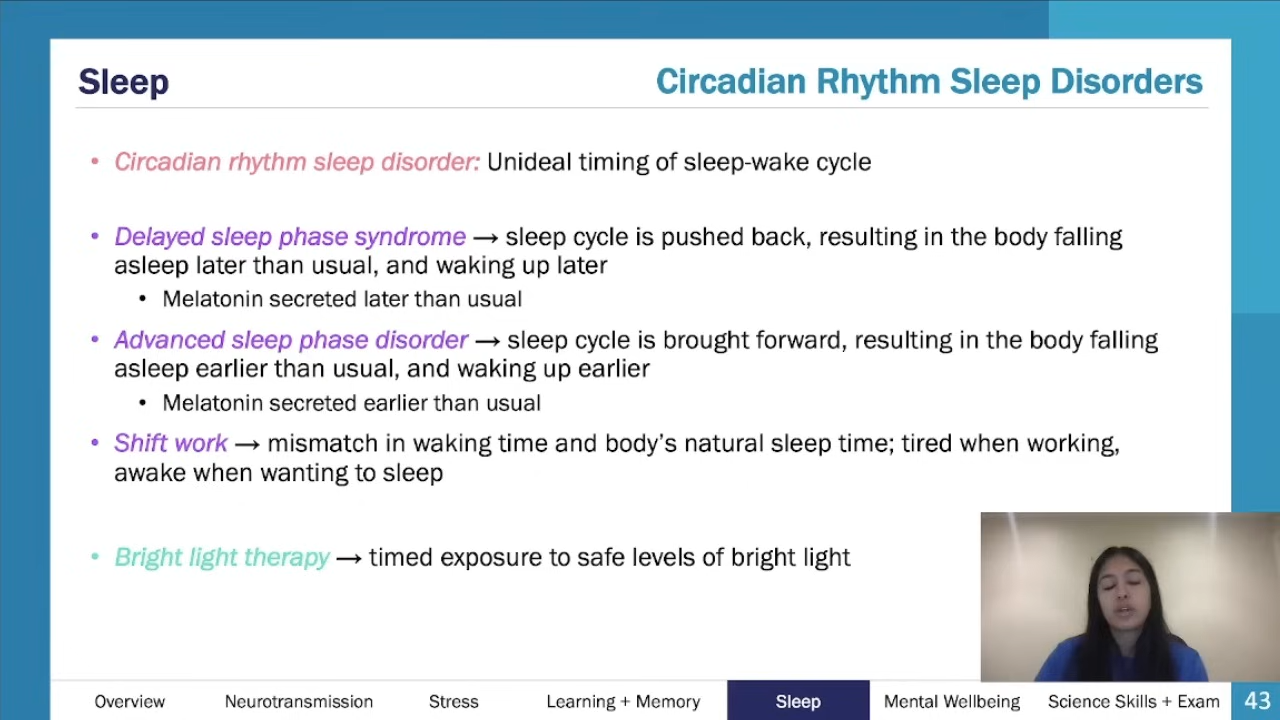 Sleep
Circadian Rhythm Sleep Disorders
• Circadian rhythm sleep disorder: Unideal timing of sleep-wake cycle
• Delayed sleep phase syndrome → sleep cycle is pushed back, resulting in the body falling
asleep later than usual, and waking up later
• Melatonin secreted later than usual
• Advanced sleep phase disorder → sleep cycle is brought forward, resulting in the body falling
asleep earlier than usual, and waking up earlier
• Melatonin secreted earlier than usual
• Shift work → mismatch in waking time and body's natural sleep time; tired when working,
awake when wanting to sleep
• Bright light therapy → timed exposure to safe levels of bright light
Overview Neurotransmission Stress Learning + Memory Sleep Mental Wellbeing Science Skills + Exam 43